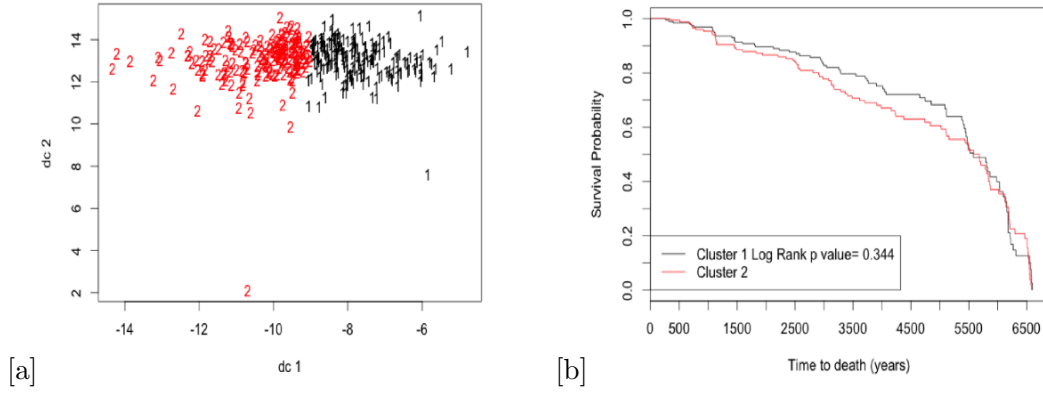 14
12
10
8
6
4
2
dc 2
-14
-12
-10
-8
-6
dc 1
[a]
1.0
0.8
0.6
0.4
0.2
0.0
Survival Probability
Cluster 1 Log Rank p value= 0.344
Cluster 2
0 500 1500 2500 3500 4500 5500 6500
Time to death (years)
[b]